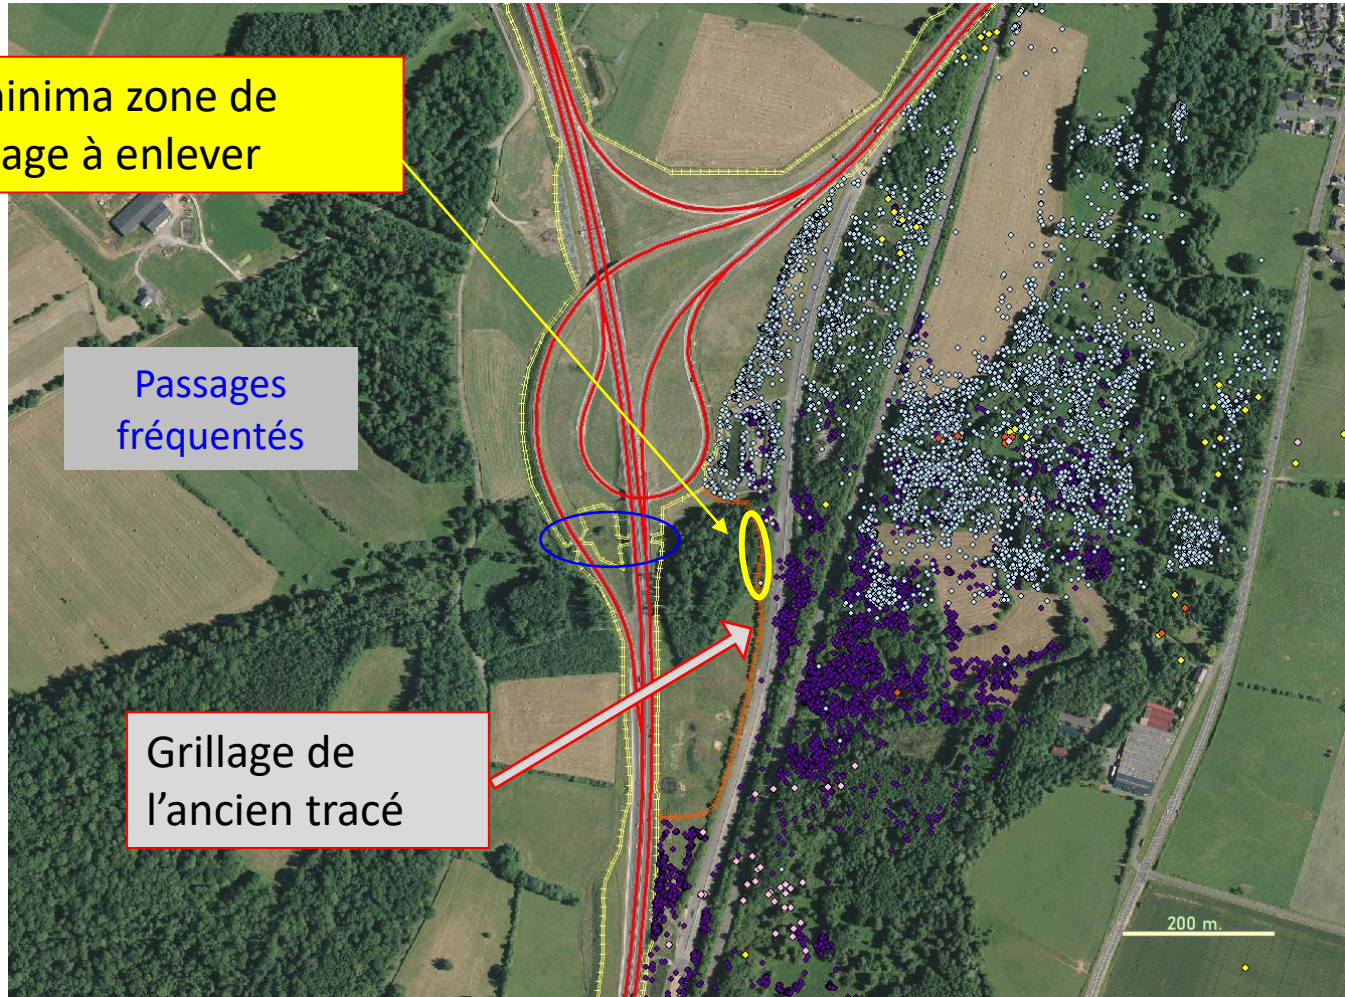 inima zone de
age à enlever
Passages
fréquentés
Grillage de
l’ancien tracé
200 m.